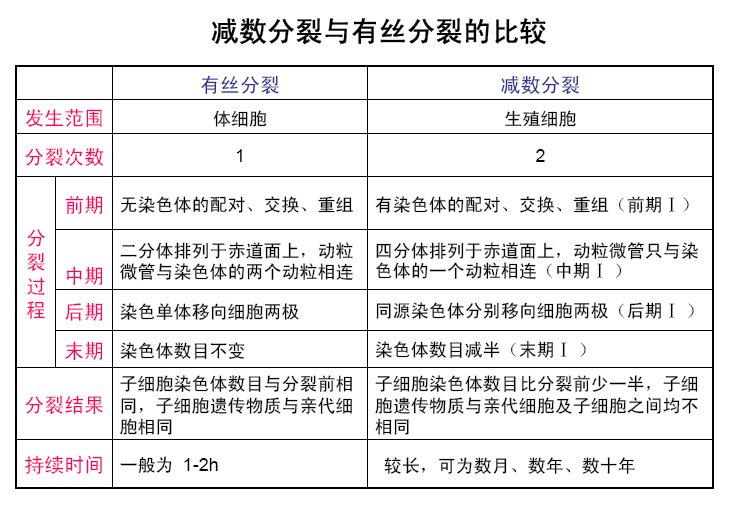 减数分裂与有丝分裂的比较
有丝分裂 减数分裂
发生范围 体细胞 生殖细胞
分裂次数 1 2
分裂过程
前期 无染色体的配对、交换、重组 有染色体的配对、交换、重组（前期Ⅰ）
中期 二分体排列于赤道面上，动粒
微管与染色体的两个动粒相连
四分体排列于赤道面上，动粒微管只与染
色体的一个动粒相连（中期Ⅰ）
后期 染色单体移向细胞两极 同源染色体分别移向细胞两极（后期Ⅰ）
末期 染色体数目不变 染色体数目减半（末期Ⅰ）
分裂结果 子细胞染色体数目与分裂前相
同，子细胞遗传物质与亲代细
胞相同
子细胞染色体数目比分裂前少一半，子细
胞遗传物质与亲代细胞及子细胞之间均不
相同
持续时间 一般为 1-2h 较长，可为数月、数年、数十年